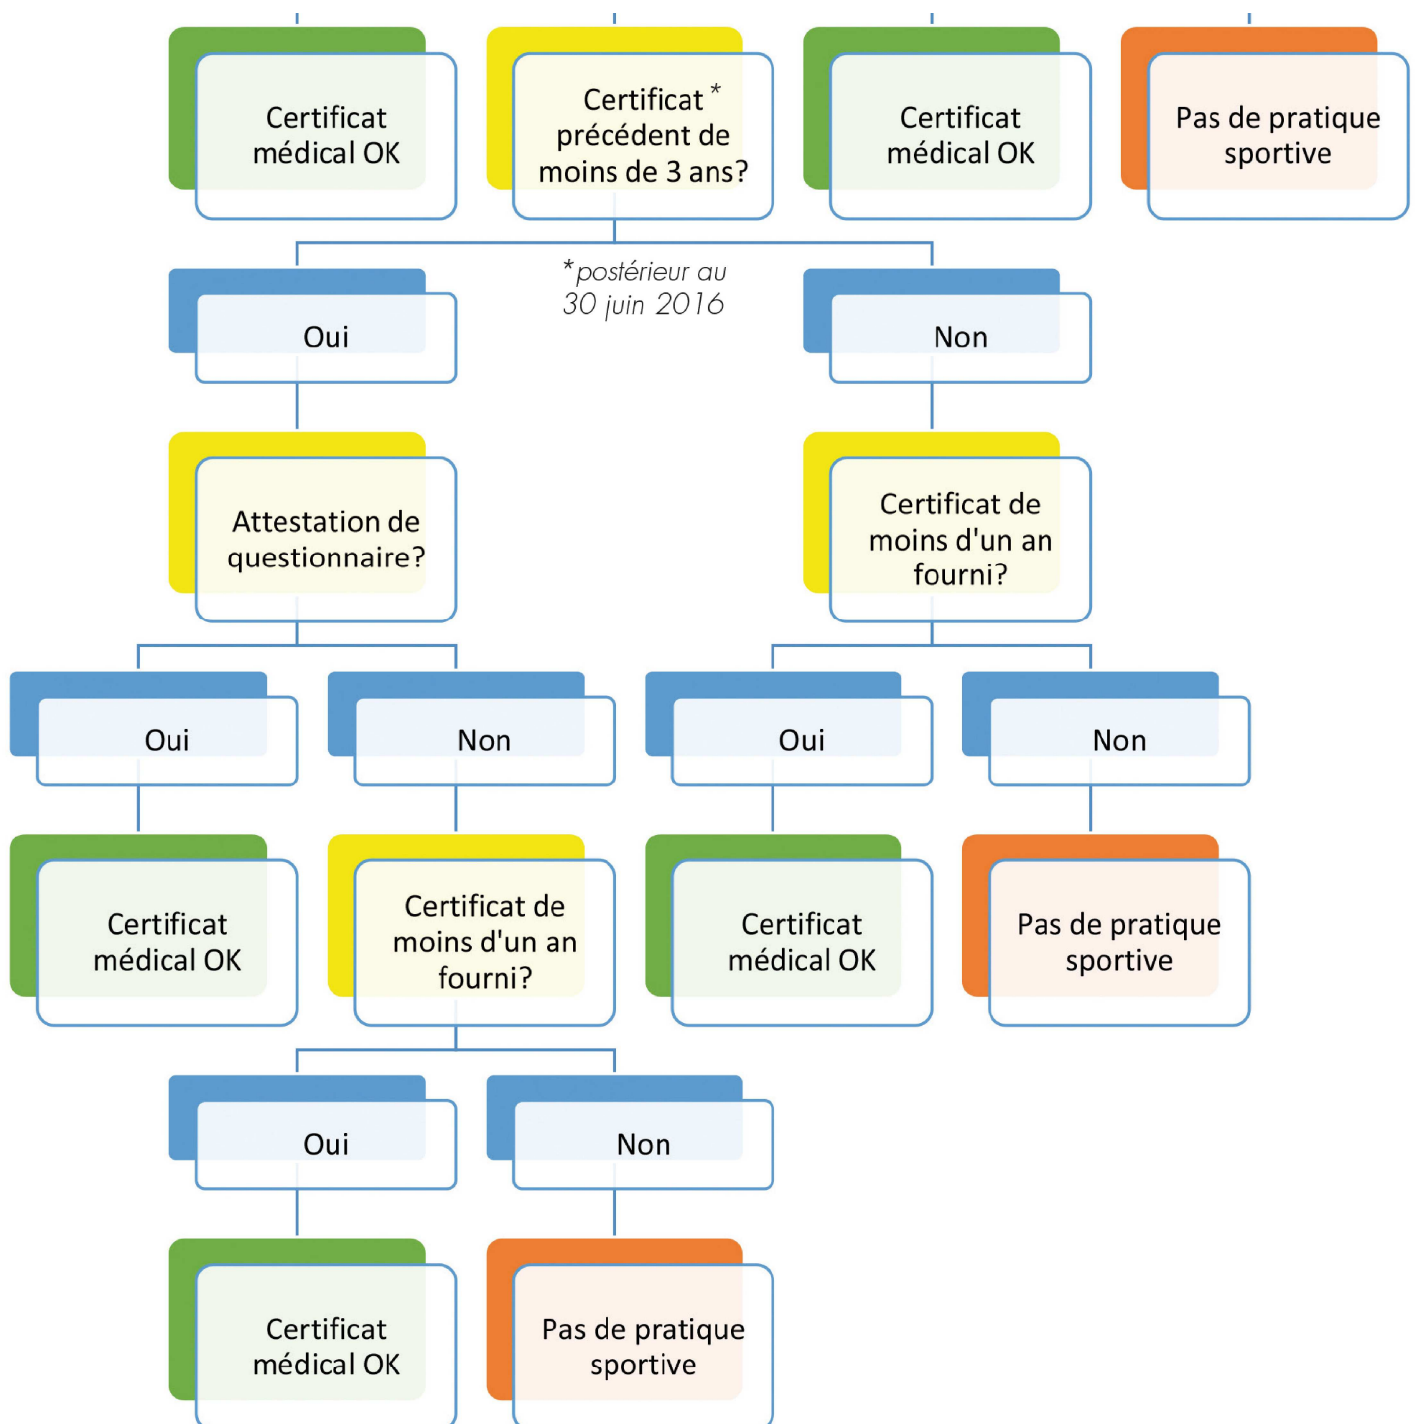 Certificat
médical OK
Certificat *
précédent de
moins de 3 ans?
Certificat
médical OK
Pas de pratique
sportive
*postérieur au
30 juin 2016
Oui
Non
Attestation de
questionnaire?
Certificat de
moins d'un an
fourni?
Oui
Non
Oui
Non
Certificat
médical OK
Certificat de
moins d'un an
fourni?
Certificat
médical OK
Pas de pratique
sportive
Oui
Non
Certificat
médical OK
Pas de pratique
sportive